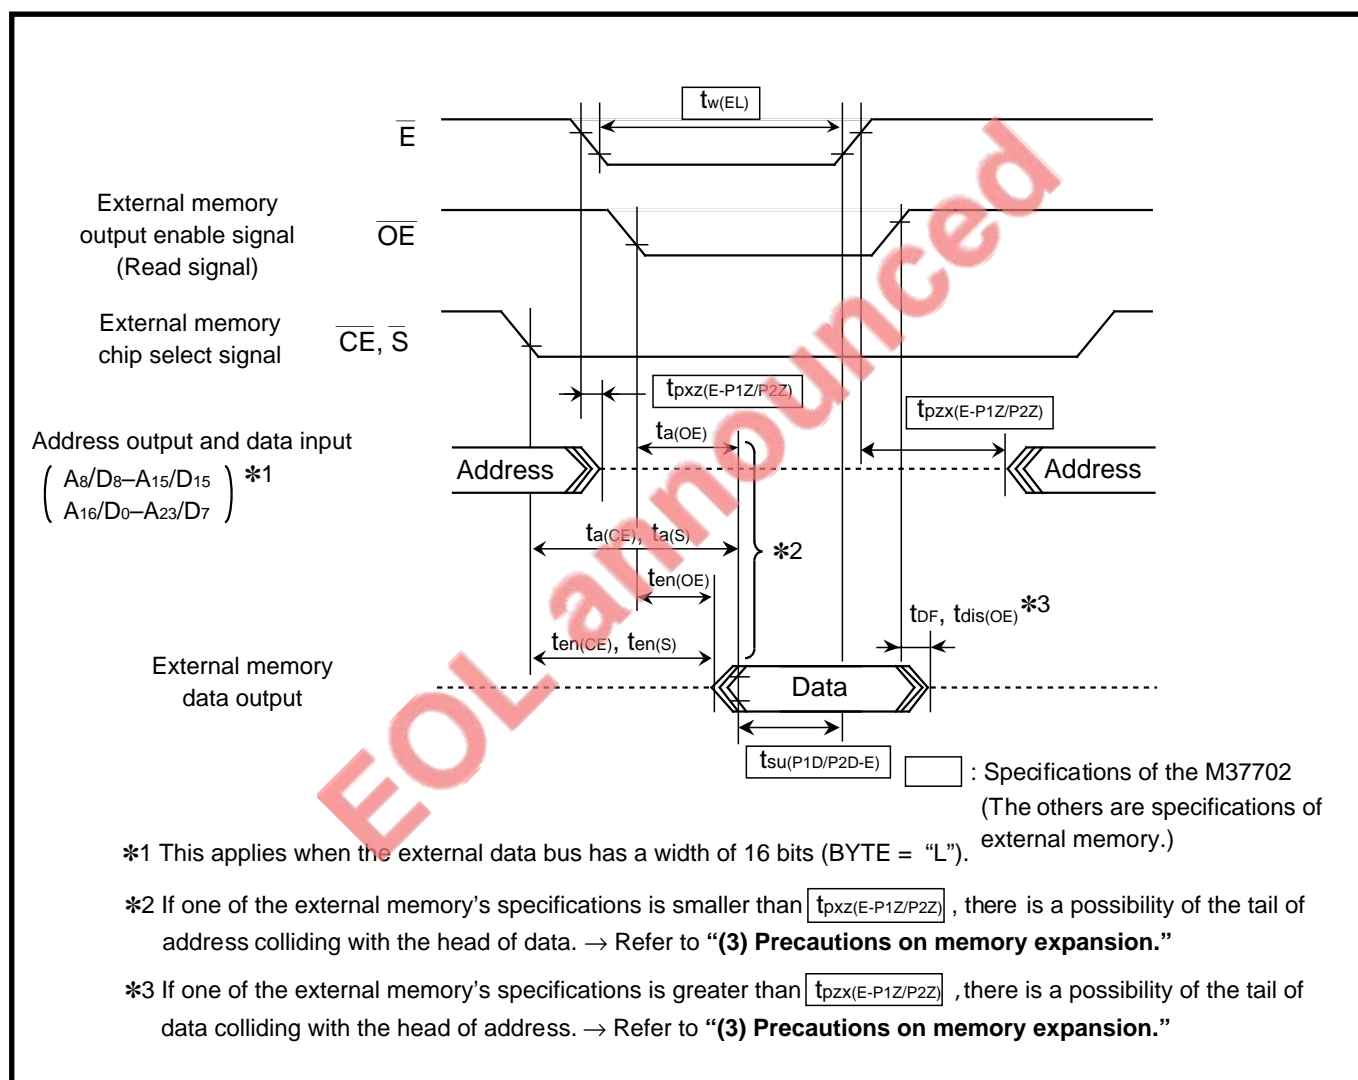 tw(EL)
E
External memory
output enable signal
(Read signal)
OE
External memory
chip select signal
CE, S
tpxz(E-P1Z/P2Z)
tpzx(E-P1Z/P2Z)
ta(OE)
Address output and data input
A8/D8–A15/D15
A16/D0–A23/D7
✻1
Address
Address
ta(CE), ta(S)
✻2
ten(OE)
tDF, tdis(OE)✻3
ten(CE), ten(S)
External memory
data output
Data
tsu(P1D/P2D-E)
: Specifications of the M37702
(The others are specifications of
external memory.)
✻1 This applies when the external data bus has a width of 16 bits (BYTE = “L”).
✻2 If one of the external memory’s specifications is smaller than tpxz(E-P1Z/P2Z) , there is a possibility of the tail of
address colliding with the head of data. → Refer to “(3) Precautions on memory expansion.”
✻3 If one of the external memory’s specifications is greater than tpzx(E-P1Z/P2Z) , there is a possibility of the tail of
data colliding with the head of address. → Refer to “(3) Precautions on memory expansion.”
EOL announced